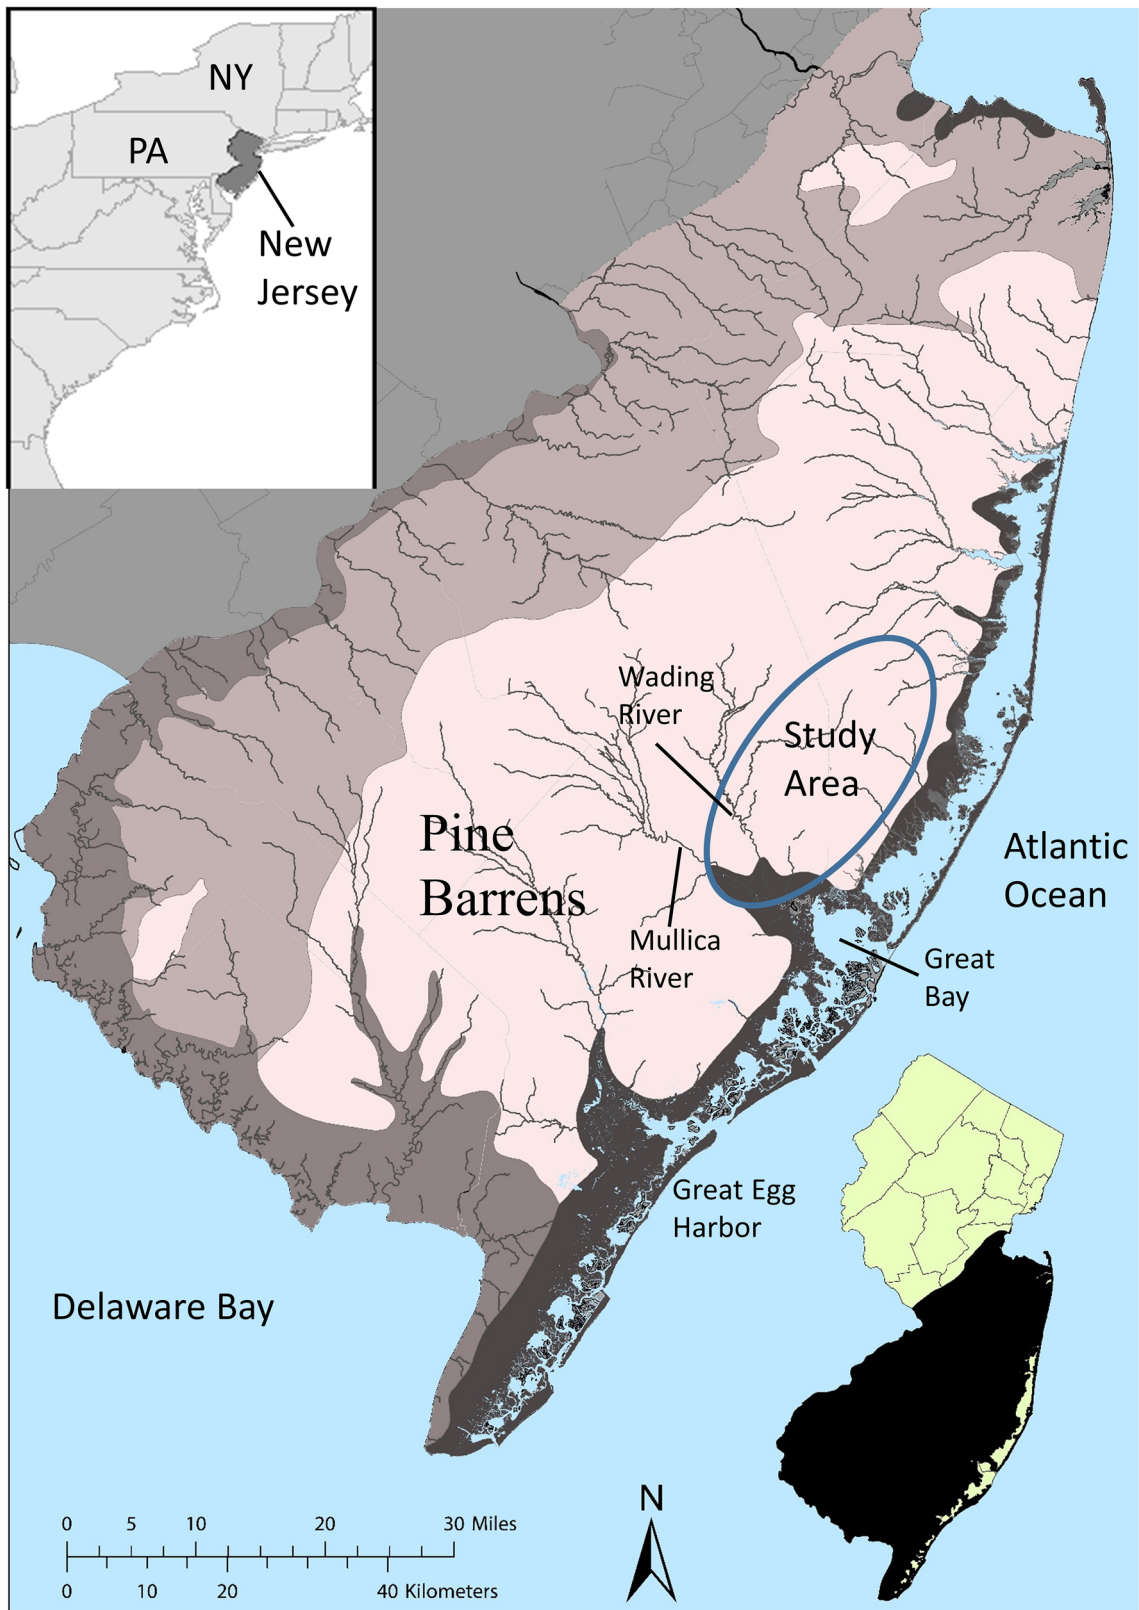 NY
PA
New
Jersey
Wading
River
Study
Area
Pine
Barrens
Atlantic
Ocean
Mullica
River
Great
Bay
Great Egg
Harbor
Delaware Bay
N
0 5 10 20 30 Miles
0 10 20 40 Kilometers